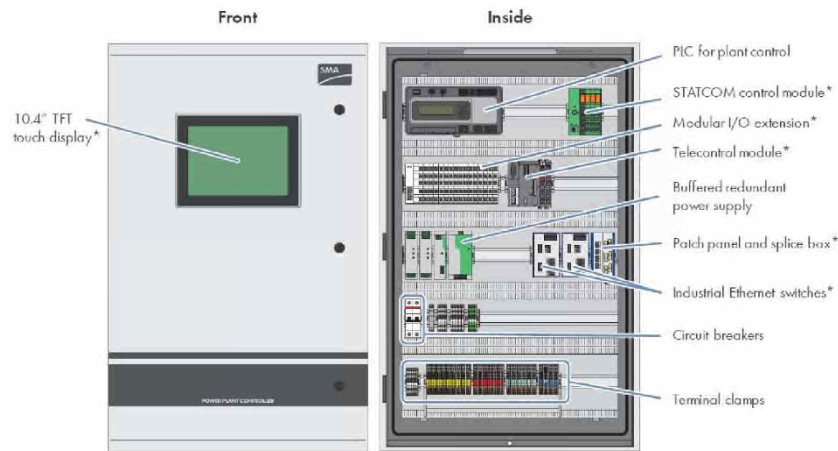 Front
Inside
SMA
10.4" TFT
touch display*
PLC for plant control
STATCOM control module*
Modular I/O extension*
Telecontrol module*
Buffered redundant
power supply
Patch panel and splice box*
Industrial Ethernet switches*
Circuit breakers
Terminal clamps
POWER PLANT CONTROLLER